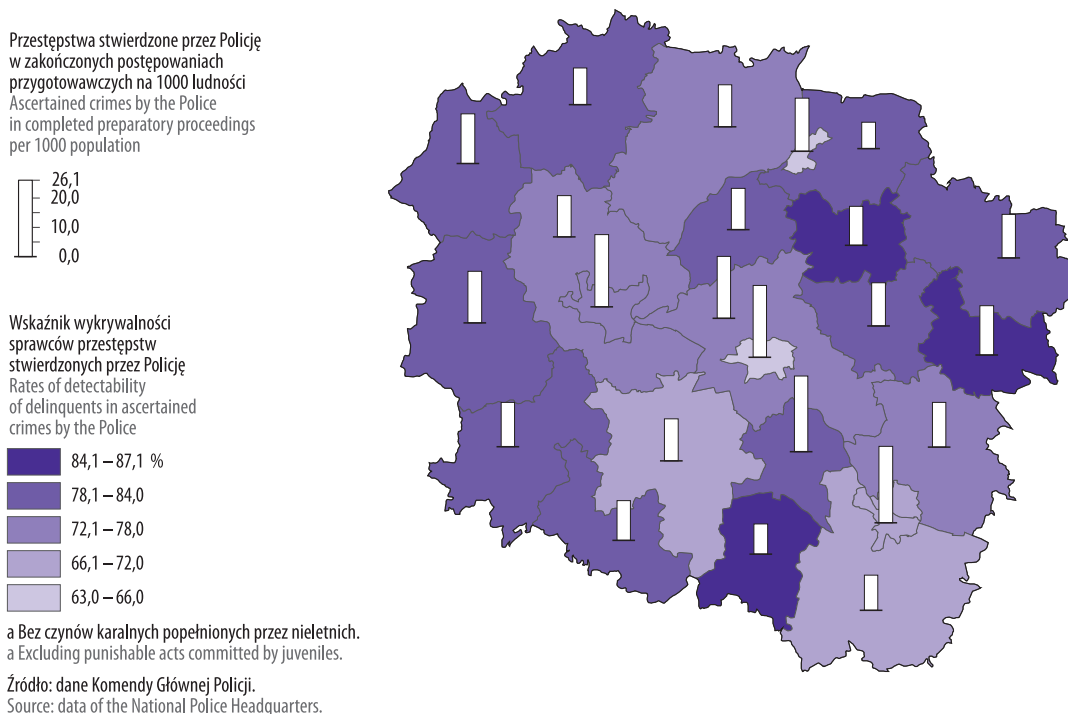 Przestępstwa stwierdzone przez Policję
w zakończonych postępowaniach
przygotowawczych na 1000 ludności
Ascertained crimes by the Police
in completed preparatory proceedings
per 1000 population
26,1
20,0
10,0
0,0
Wskaźnik wykrywalności
sprawców przestępstw
stwierdzonych przez Policję
Rates of detectability
of delinquents in ascertained
crimes by the Police
84,1 – 87,1 %
78,1 – 84,0
72,1 – 78,0
66,1 – 72,0
63,0 – 66,0
a Bez czynów karalnych popełnionych przez nieletnich.
a Excluding punishable acts committed by juveniles.
Źródło: dane Komendy Głównej Policji.
Source: data of the National Police Headquarters.